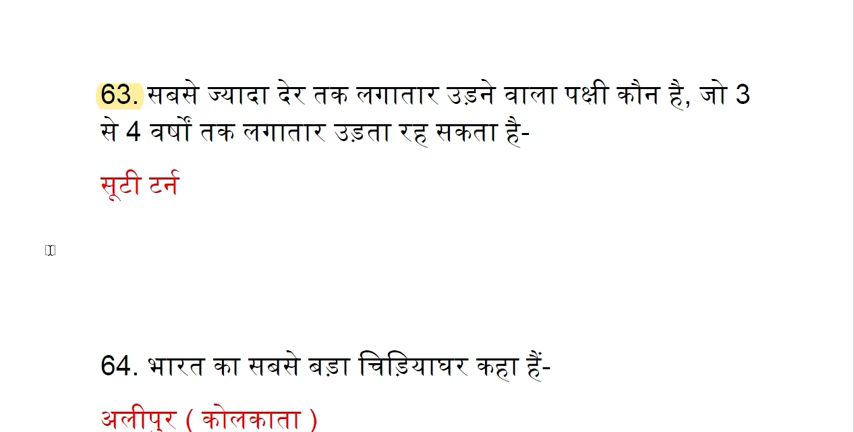 63. सबसे ज्यादा देर तक लगातार उड़ने वाला पक्षी कौन है, जो 3
से 4 वर्षों तक लगातार उड़ता रह सकता है-
सूटी टर्न
64. भारत का सबसे बड़ा चिड़ियाघर कहा हैं-
अलीपुर ( कोलकाता )